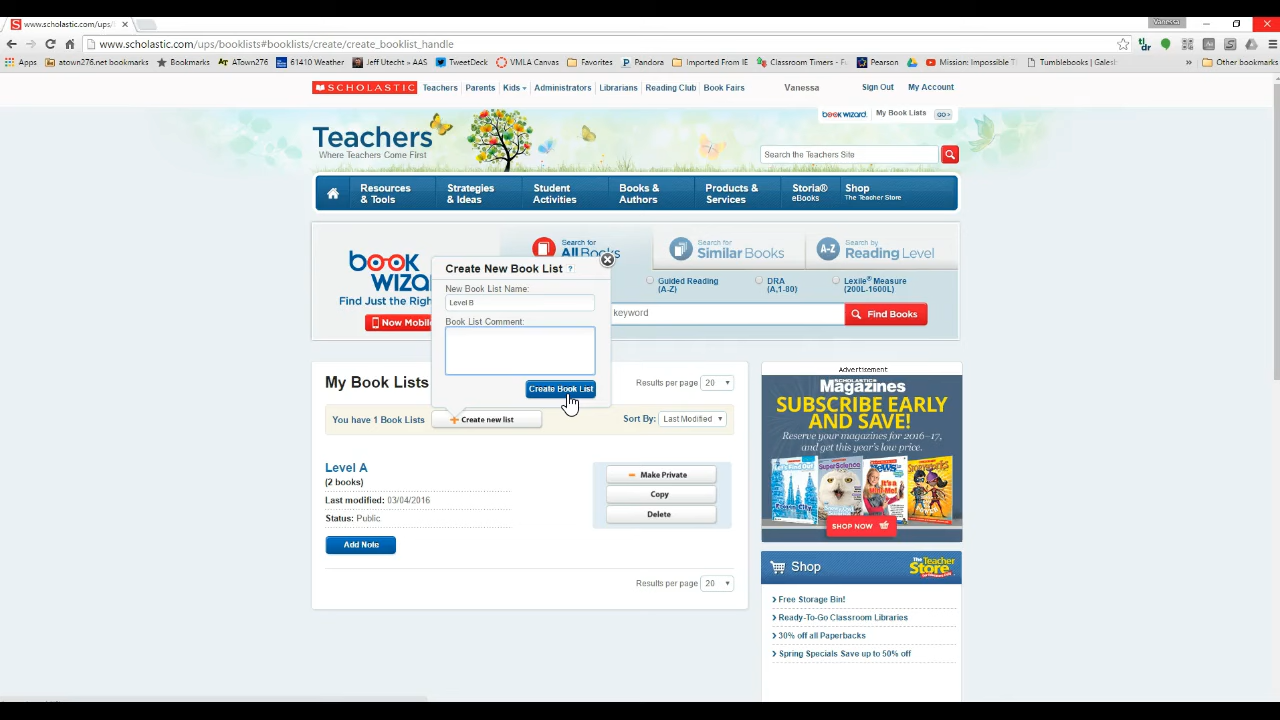 www.scholastic.com/ups/
Vanessa
www.scholastic.com/ups/booklists#booklists/create/create_booklist_handle
Apps
atown276.net bookmarks
Bookmarks
ATown276
61410 Weather
Jeff Utecht » AAS
TweetDeck
VMLA Canvas
Favorites
Pandora
Imported From IE
Classroom Timers - Fu
Pearson
Mission: Impossible T
Tumblebooks | Galest
Other bookmarks
SCHOLASTIC
Teachers
Parents
Kids
Administrators
Librarians
Reading Club
Book Fairs
Vanessa
Sign Out
My Account
book wizard.
My Book Lists
GO >
Teachers
Where Teachers Come First
Search the Teachers Site
Resources
& Tools
Strategies
& Ideas
Student
Activities
Books &
Authors
Products &
Services
Storia®
eBooks
Shop
The Teacher Store
book
WIZ
Find Just the Righ
Now Mobile
Search for
All Books
Search for
Similar Books
A-Z
Search by
Reading Level
Guided Reading
(A-Z)
DRA
(A,1-80)
Lexile® Measure
(200L-1600L)
keyword
Find Books
Create New Book List ?
New Book List Name:
Level B
Book List Comment:
Create Book List
My Book Lists
Results per page 20
You have 1 Book Lists
Create new list
Sort By: Last Modified
Level A
(2 books)
Last modified: 03/04/2016
Status: Public
Add Note
Make Private
Copy
Delete
Results per page 20
Advertisement
SCHOLASTIC
Magazines
SUBSCRIBE EARLY
AND SAVE!
Reserve your magazines for 2016–17,
and get this year's low price.
SuperScience
SHOP NOW
Shop
The Teacher
Store
Free Storage Bin!
Ready-To-Go Classroom Libraries
30% off all Paperbacks
Spring Specials Save up to 50% off